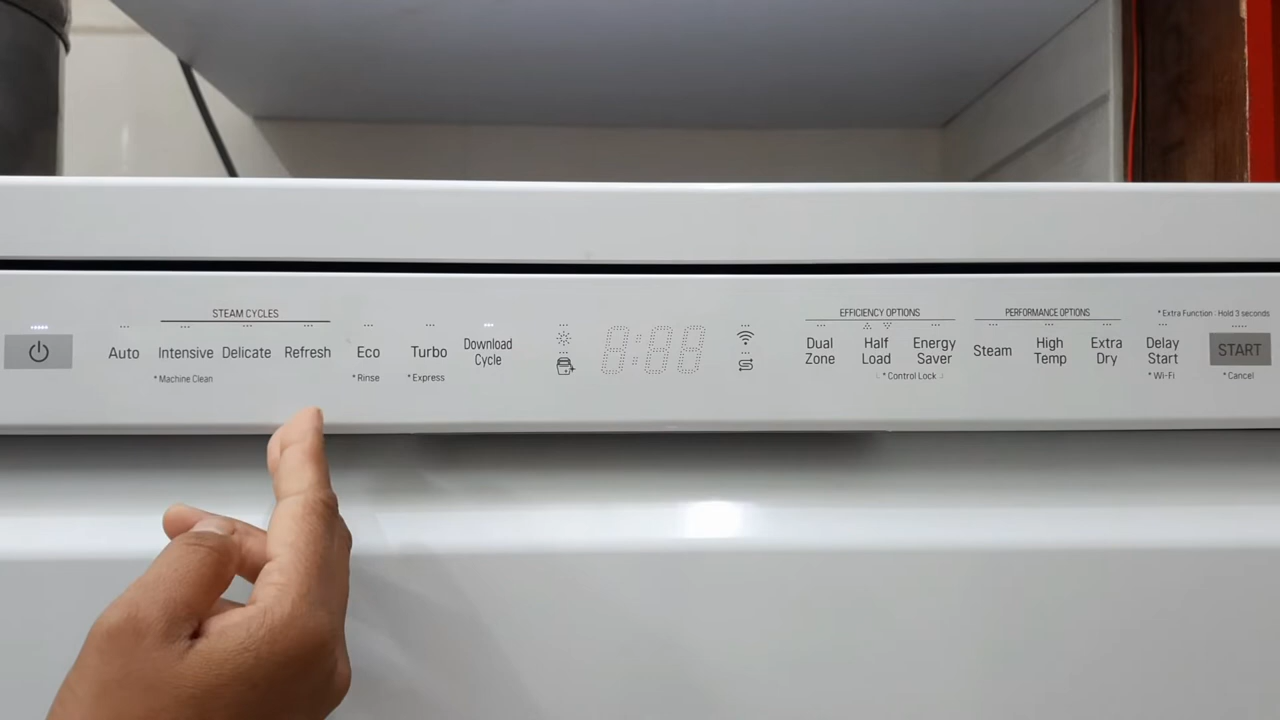 STEAM CYCLES
Auto
Intensive
Delicate
Refresh
* Machine Clean
Eco
* Rinse
Turbo
* Express
Download
Cycle
8:88
EFFICIENCY OPTIONS
Dual
Zone
Half
Load
Energy
Saver
* Control Lock
PERFORMANCE OPTIONS
Steam
High
Temp
Extra
Dry
* Extra Function : Hold 3 seconds
Delay
Start
* Wi-Fi
START
* Cancel